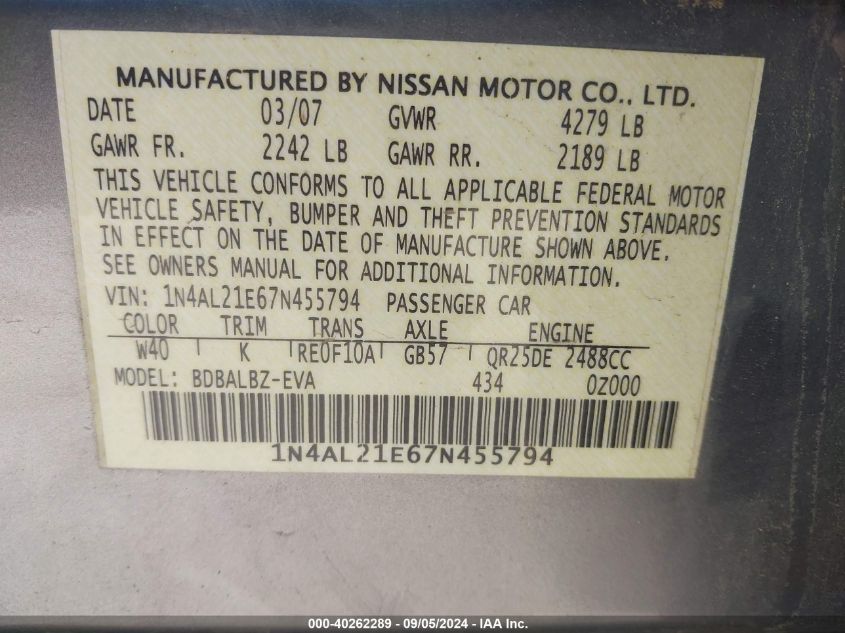 MANUFACTURED BY NISSAN MOTOR CO., LTD.
DATE 03/07 GVWR 4279 LB
GAWR FR. 2242 LB GAWR RR. 2189 LB
THIS VEHICLE CONFORMS TO ALL APPLICABLE FEDERAL MOTOR
VEHICLE SAFETY, BUMPER AND THEFT PREVENTION STANDARDS
IN EFFECT ON THE DATE OF MANUFACTURE SHOWN ABOVE.
SEE OWNERS MANUAL FOR ADDITIONAL INFORMATION.
VIN: 1N4AL21E67N455794 PASSENGER CAR
COLOR TRIM TRANS AXLE ENGINE
W40 K RE0F10A GB57 QR25DE 2488CC
MODEL: BDBALBZ-EVA 434 0Z000
1N4AL21E67N455794
000-40262289 - 09/05/2024 - IAA Inc.